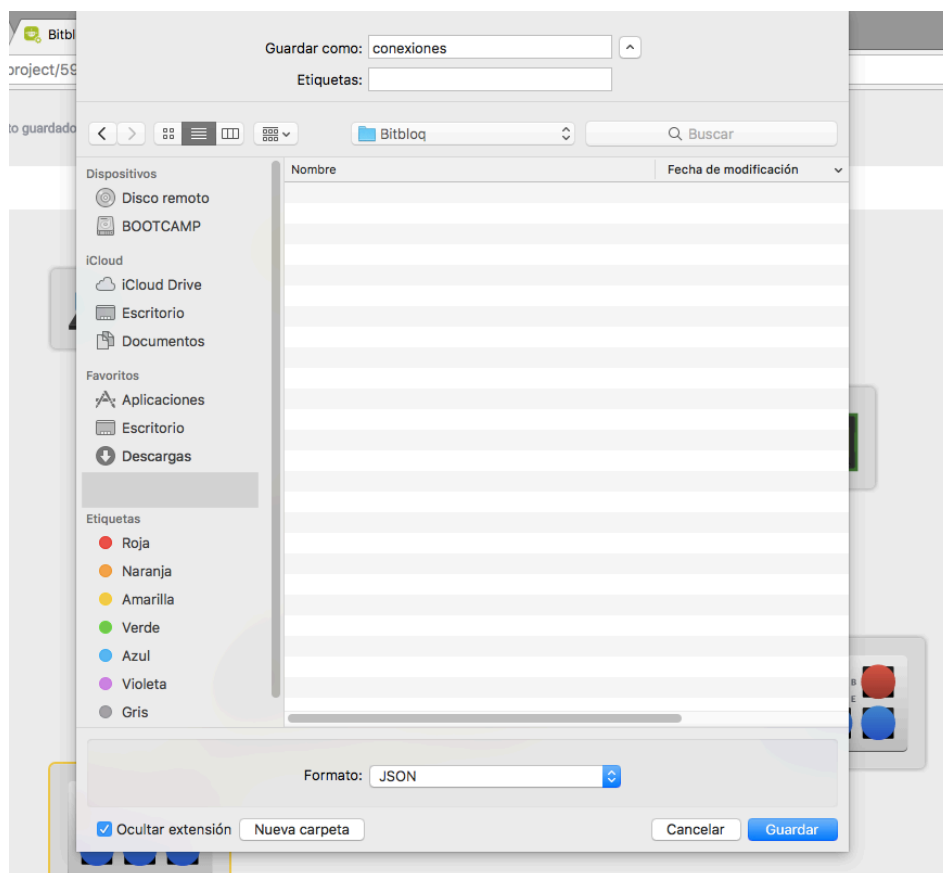 Bitbl
Guardar como: conexiones
project/59
Etiquetas:
to guardado
Bitbloq
Buscar
Nombre Fecha de modificación
Dispositivos
Disco remoto
BOOTCAMP
iCloud
iCloud Drive
Escritorio
Documentos
Favoritos
Aplicaciones
Escritorio
Descargas
Etiquetas
Roja
Naranja
Amarilla
Verde
Azul
Violeta
Gris
B
E
Formato: JSON
Ocultar extensión Nueva carpeta Cancelar Guardar